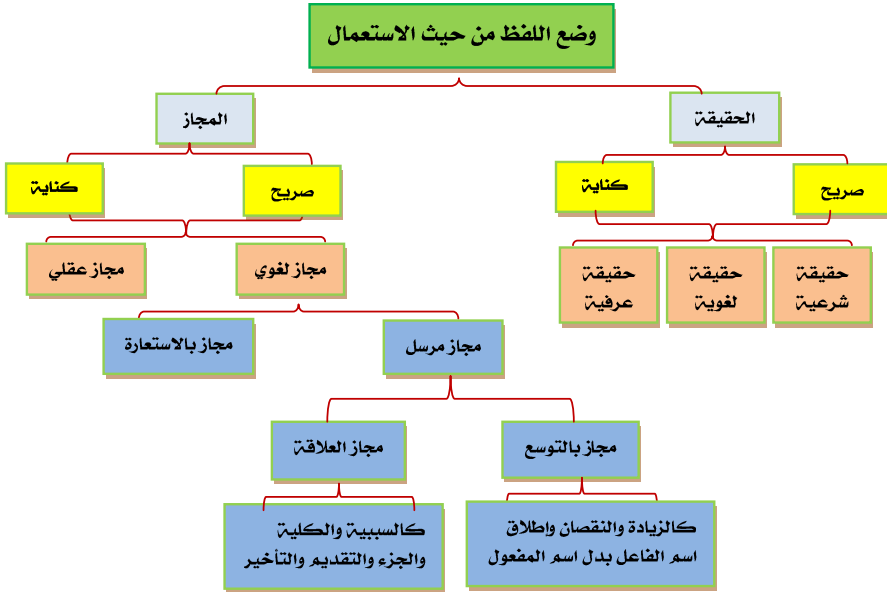 وضع اللفظ من حيث الاستعمال
الحقيقة
المجاز
صريح
كناية
صريح
كناية
حقيقة
شرعية
حقيقة
لغوية
حقيقة
عرفية
مجاز لغوي
مجاز عقلي
مجاز مرسل
مجاز بالاستعارة
مجاز بالتوسع
مجاز العلاقة
كالزيادة والنقصان وإطلاق
اسم الفاعل بدل اسم المفعول
كالسببية والكلية
والجزء والتقديم والتأخير